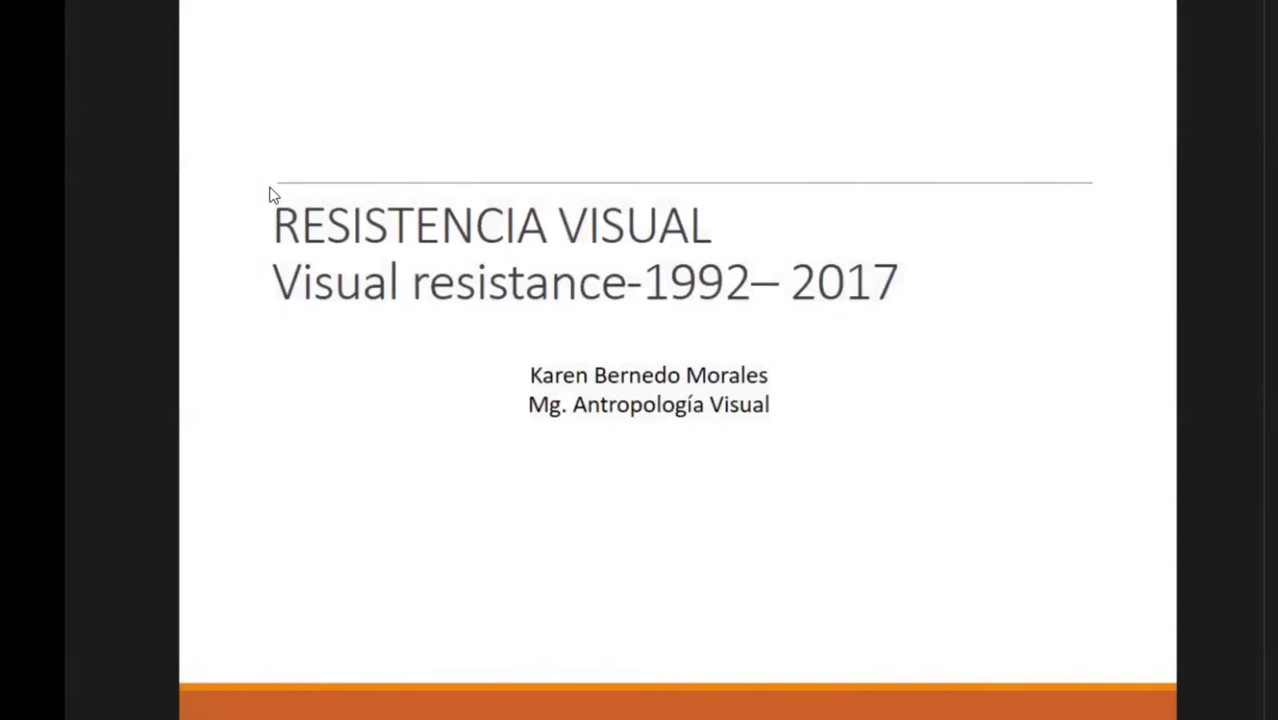 RESISTENCIA VISUAL
Visual resistance-1992– 2017
Karen Bernedo Morales
Mg. Antropología Visual